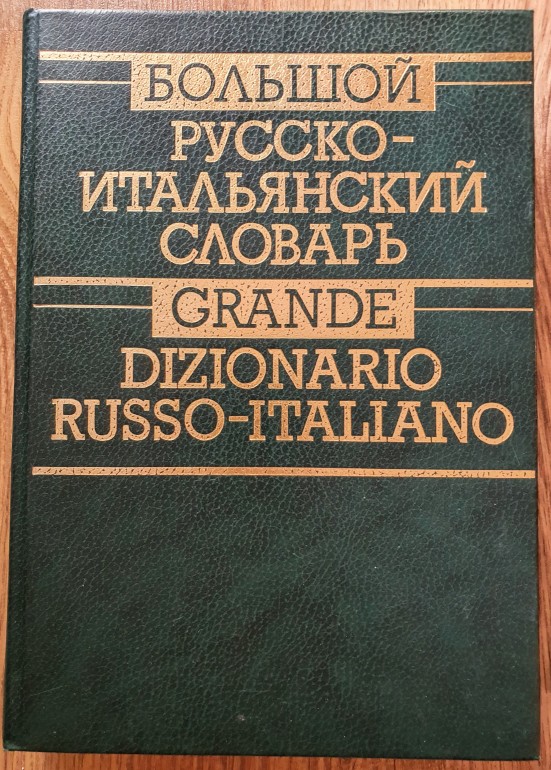 БОЛЬШОЙ
РУССКО-
ИТАЛЬЯНСКИЙ
СЛОВАРЬ
GRANDE
DIZIONARIO
RUSSO-ITALIANO